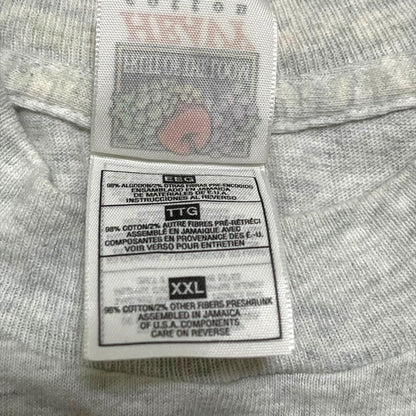 cotton
HEAVY
FRUIT OF THE LOOM
EEG
98% ALGODON/2% OTRAS FIBRAS PRE-ENCOGIDO
ENSAMBLADO EN JAMAICA
DE MATERIALES DE E.U.A.
INSTRUCCIONES AL REVERSO
TTG
98% COTON/2% AUTRE FIBRES PRÉ-RÉTRÉCI
ASSEMBLÉ EN JAMAIQUE AVEC
COMPOSANTES EN PROVENANCE DES É.-U.
VOIR VERSO POUR ENTRETIEN
XXL
98% COTTON/2% OTHER FIBERS PRESHRUNK
ASSEMBLED IN JAMAICA
OF U.S.A. COMPONENTS
CARE ON REVERSE